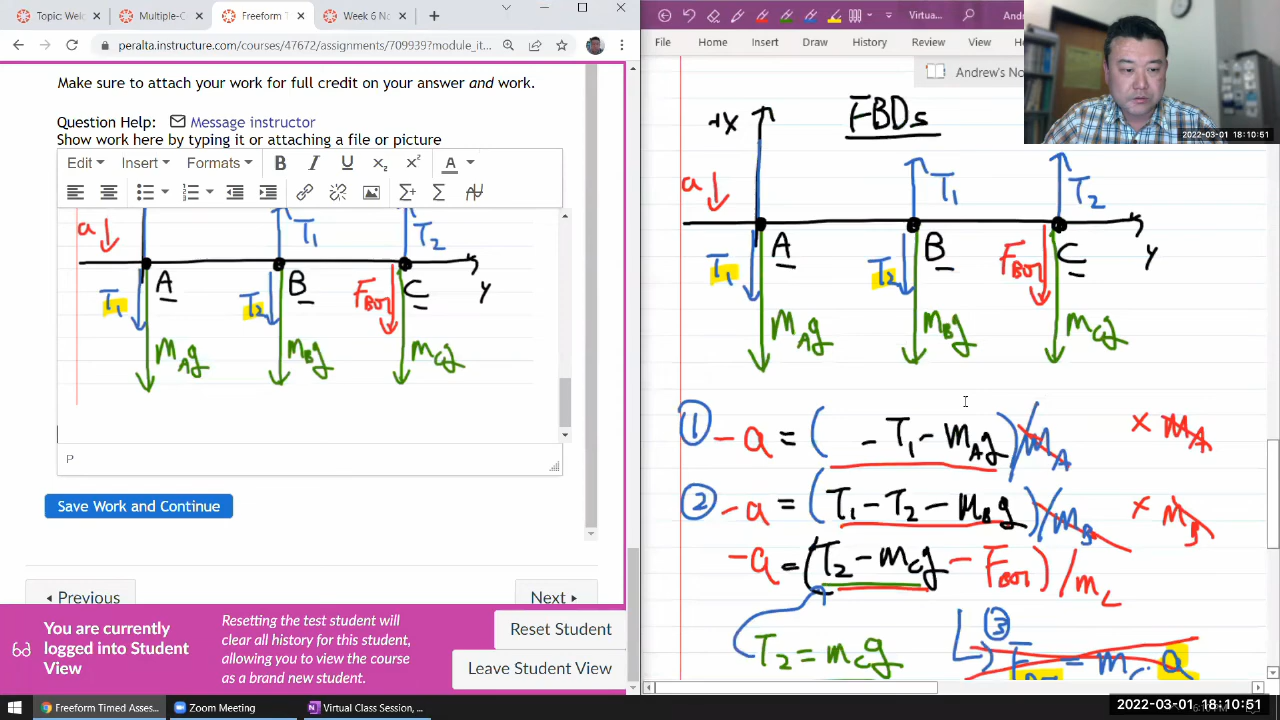 Topic Wel
Multiple-C
Freeform T
Week 6 No
peralta.instructure.com/courses/47672/assignments/709939?module_it...
Make sure to attach your work for full credit on your answer and work.
Question Help: Message instructor
Show work here by typing it or attaching a file or picture
Edit Insert Formats B I U X₂ X² A
a T₁ T₂
A B C y
T₁ T₂ FBOT
mAg mBg mCg
P
Save Work and Continue
Previous Next
You are currently logged into Student View
Resetting the test student will clear all history for this student, allowing you to view the course as a brand new student.
Reset Student
Leave Student View
Virtua...
And
File Home Insert Draw History Review View He
Andrew's No
+X FBDs
a T₁ T₂
A B C y
T₁ T₂ FBOT
mAg mBg mCg
① -a = ( -T₁ - mAg)/mA × mA
② -a = (T₁ - T₂ - mBg)/mB × mB
-a = (T₂ - mCg - FBOT)/mC
③
T₂ = mCg
FBOT = mC·a
Freeform Timed Asses...
Zoom Meeting
Virtual Class Session, ...
2022-03-01 18:10:51
2022-03-01 18:10:51